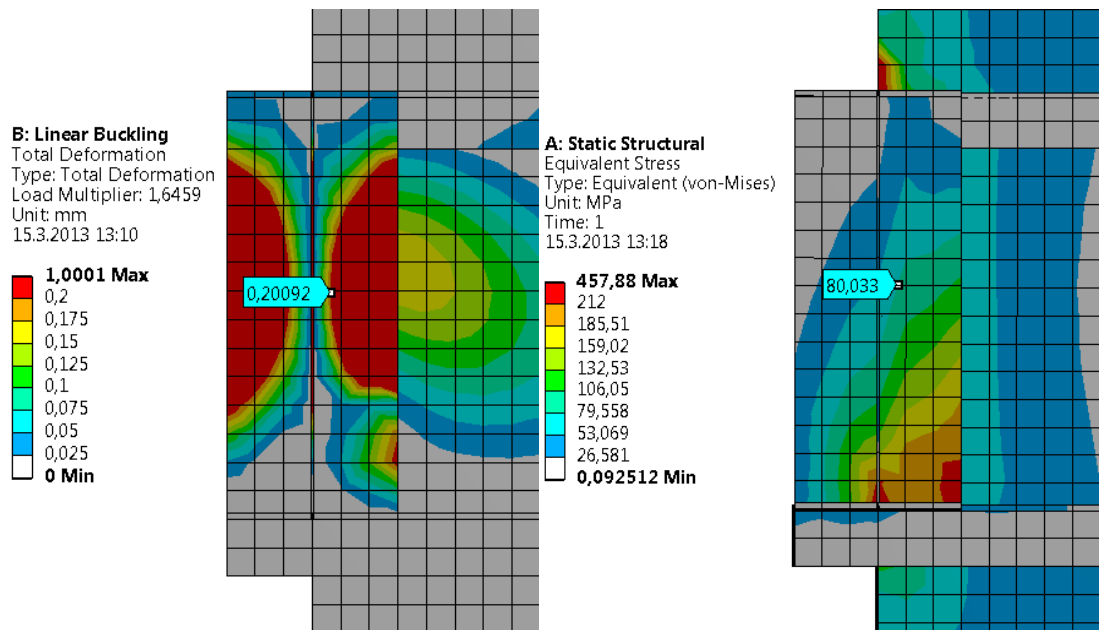 B: Linear Buckling
Total Deformation
Type: Total Deformation
Load Multiplier: 1,6459
Unit: mm
15.3.2013 13:10
1,0001 Max
0,2
0,175
0,15
0,125
0,1
0,075
0,05
0,025
0 Min
0,20092
A: Static Structural
Equivalent Stress
Type: Equivalent (von-Mises)
Unit: MPa
Time: 1
15.3.2013 13:18
457,88 Max
212
185,51
159,02
132,53
106,05
79,558
53,069
26,581
0,092512 Min
80,033